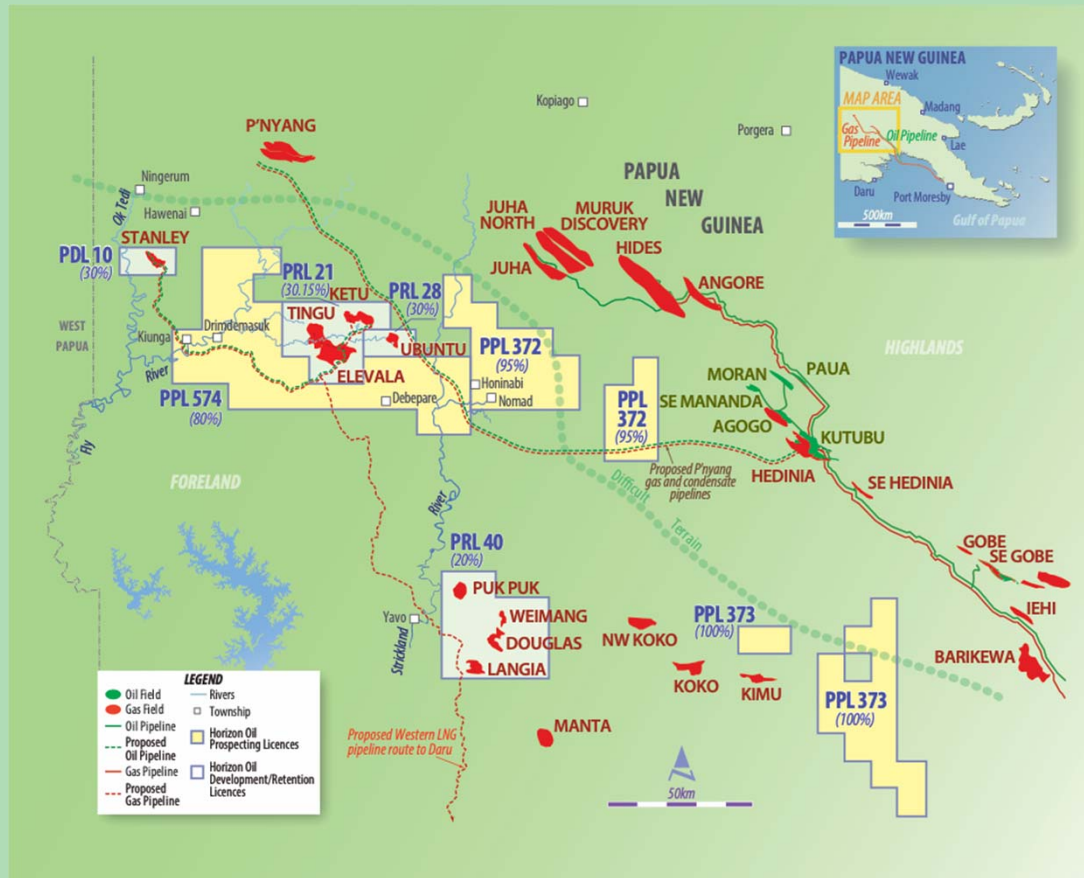 PAPUA NEW GUINEA
Wewak
MAP AREA
Madang
Gas
Pipeline
Oil Pipeline
Lae
Daru
Port Moresby
500km
Gulf of Papua
Kopiago
Porgera
P'NYANG
PAPUA
NEW
GUINEA
Ningerum
Ok Tedi
Hawenai
JUHA
NORTH
MURUK
DISCOVERY
HIDES
JUHA
ANGORE
STANLEY
PDL 10
(30%)
PRL 21
(30.15%)
KETU
PRL 28
(30%)
TINGU
UBUNTU
ELEVALA
WEST
PAPUA
Kiunga
Drimdemasuk
River
PPL 574
(80%)
Debepare
PPL 372
(95%)
Honinabi
Nomad
PPL
372
(95%)
HIGHLANDS
MORAN
PAUA
SE MANANDA
AGOGO
KUTUBU
HEDINIA
SE HEDINIA
Proposed P'nyang
gas and condensate
pipelines
Fly
FORELAND
River
Difficult
Terrain
GOBE
SE GOBE
IEHI
BARIKEWA
PRL 40
(20%)
PUK PUK
WEIMANG
DOUGLAS
LANGIA
Yavo
Strickland
NW KOKO
KOKO
KIMU
PPL 373
(100%)
PPL 373
(100%)
MANTA
Proposed Western LNG
pipeline route to Daru
N
50km
LEGEND
Oil Field
Gas Field
Oil Pipeline
Proposed
Oil Pipeline
Gas Pipeline
Proposed
Gas Pipeline
Rivers
Township
Horizon Oil
Prospecting Licences
Horizon Oil
Development/Retention
Licences